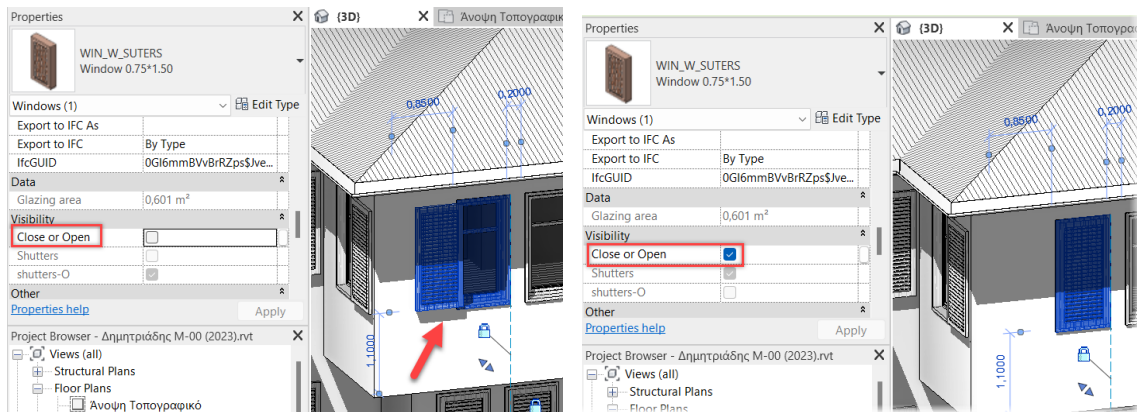 Properties
WIN_W_SUTERS
Window 0.75*1.50
Windows (1)
Edit Type
Export to IFC As
Export to IFC By Type
IfcGUID 0GI6mmBVvBrRZps$Jve...
Data
Glazing area 0,601 m²
Visibility
Close or Open
Shutters
shutters-O
Other
Properties help
Apply
Project Browser - Δημητριάδης Μ-00 (2023).rvt
Views (all)
Structural Plans
Floor Plans
Άνοψη Τοπογραφικό
{3D}
Άνοψη Τοπογραφικ
0,8500
0,2000
1,1000
Properties
WIN_W_SUTERS
Window 0.75*1.50
Windows (1)
Edit Type
Export to IFC As
Export to IFC By Type
IfcGUID 0GI6mmBVvBrRZps$Jve...
Data
Glazing area 0,601 m²
Visibility
Close or Open
Shutters
shutters-O
Other
Properties help
Apply
Project Browser - Δημητριάδης Μ-00 (2023).rvt
Views (all)
Structural Plans
Floor Plans
{3D}
Άνοψη Τοπογρα
0,8500
0,2000
1,1000